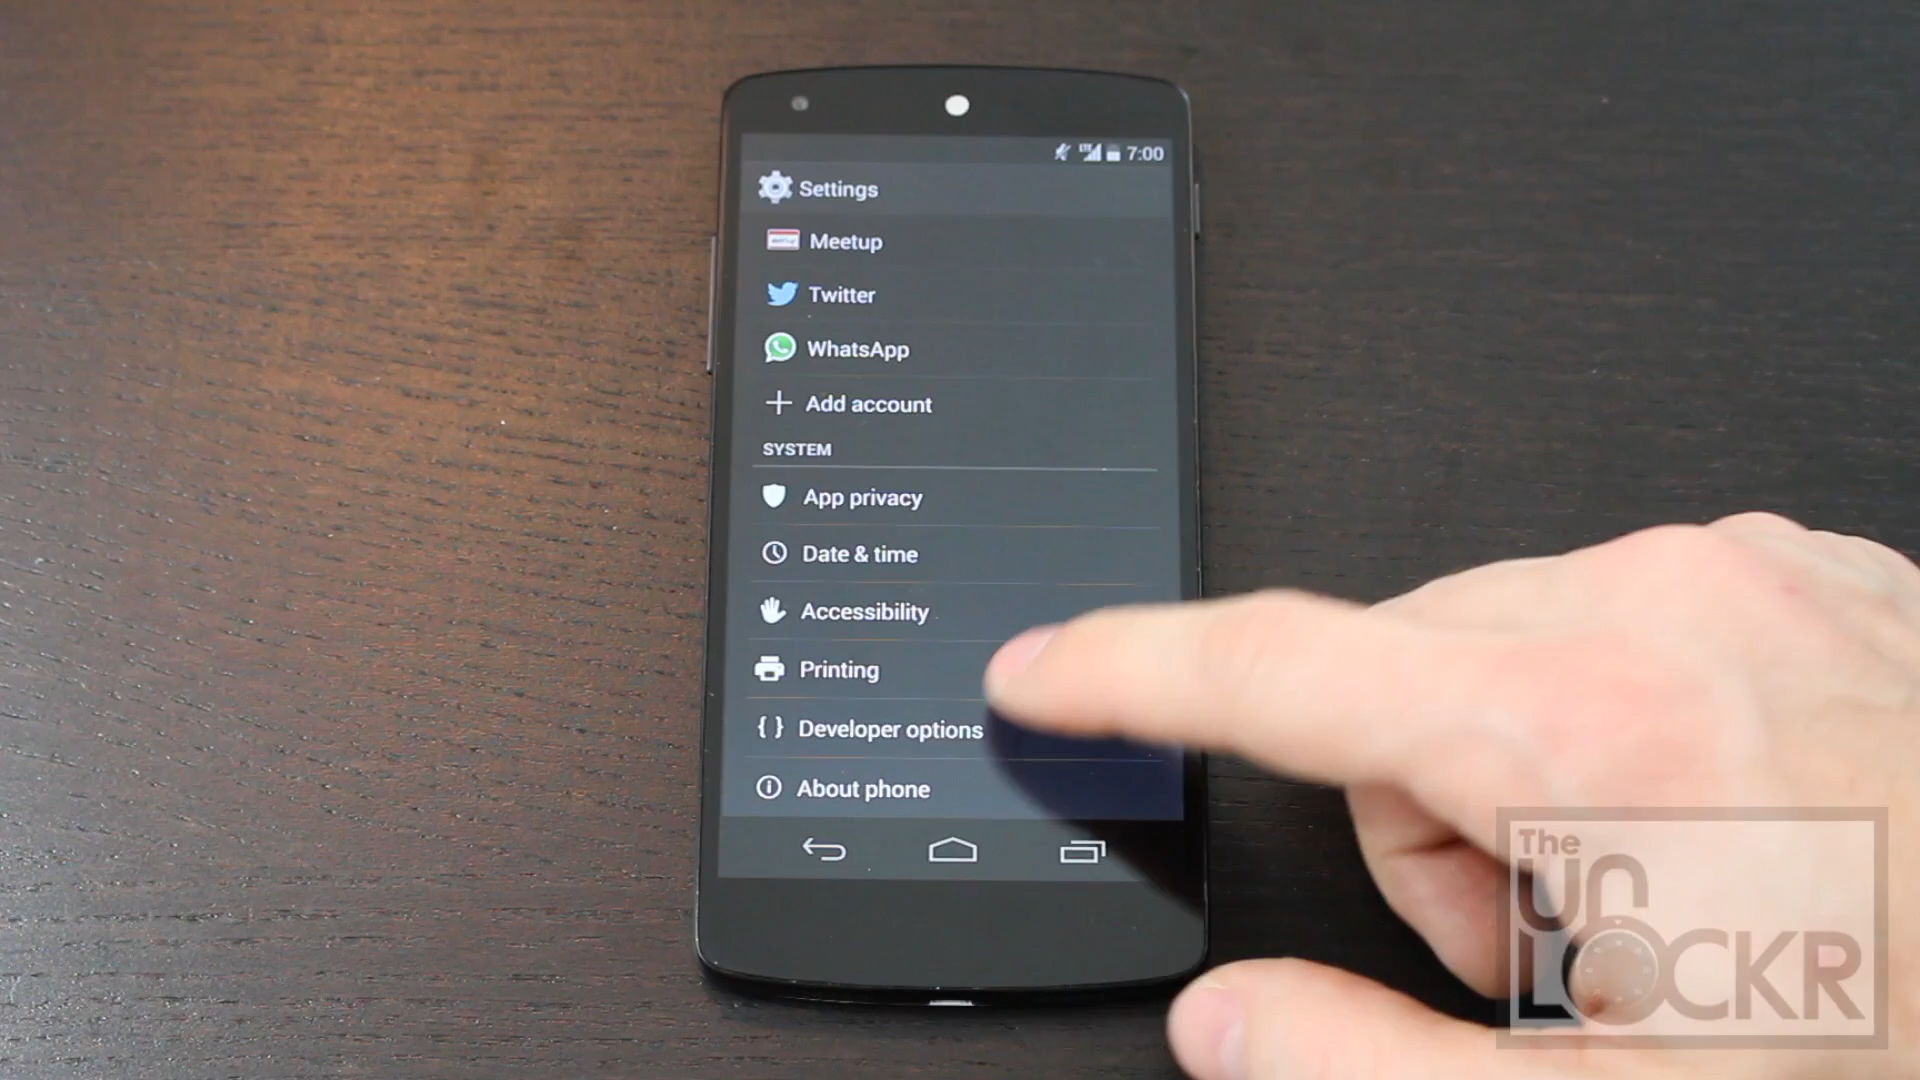 LTE 7:00
Settings
Meetup
Twitter
WhatsApp
Add account
SYSTEM
App privacy
Date & time
Accessibility
Printing
{ } Developer options
About phone
The
UNLOCKR